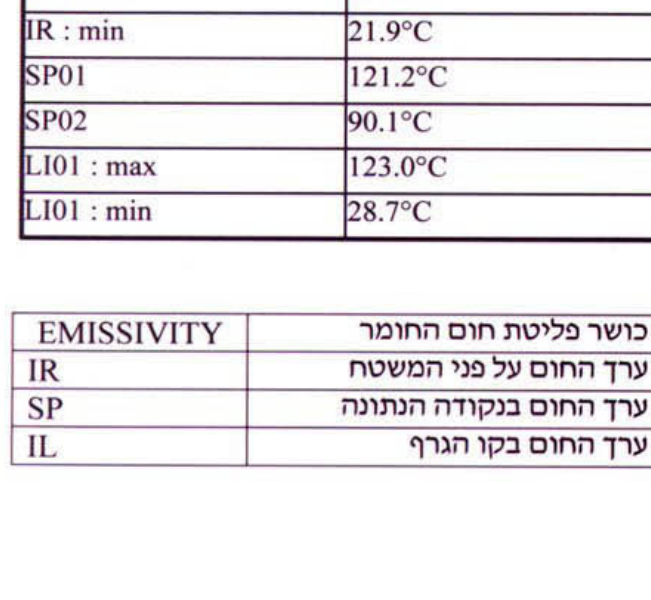 IR : min 21.9°C
SP01 121.2°C
SP02 90.1°C
LI01 : max 123.0°C
LI01 : min 28.7°C
EMISSIVITY כושר פליטת חום החומר
IR ערך החום על פני המשטח
SP ערך החום בנקודה הנתונה
IL ערך החום בקו הגרף